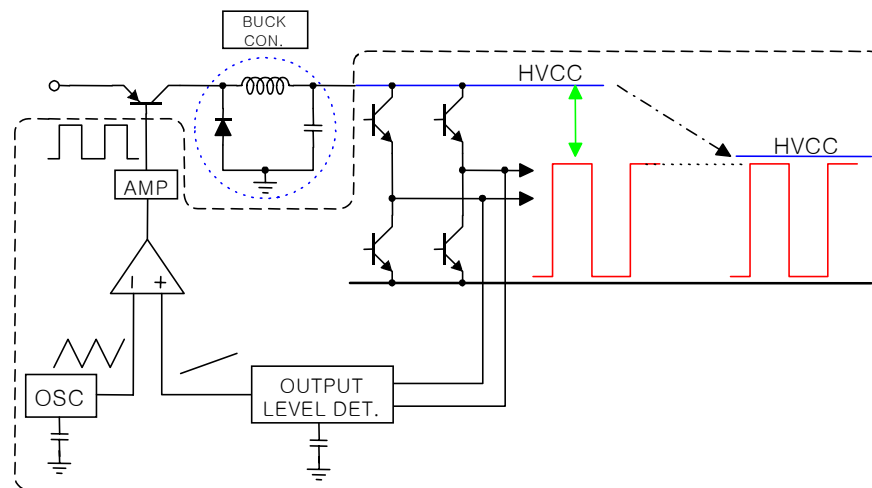 BUCK
CON.
HVCC
HVCC
AMP
− +
OSC
OUTPUT
LEVEL DET.